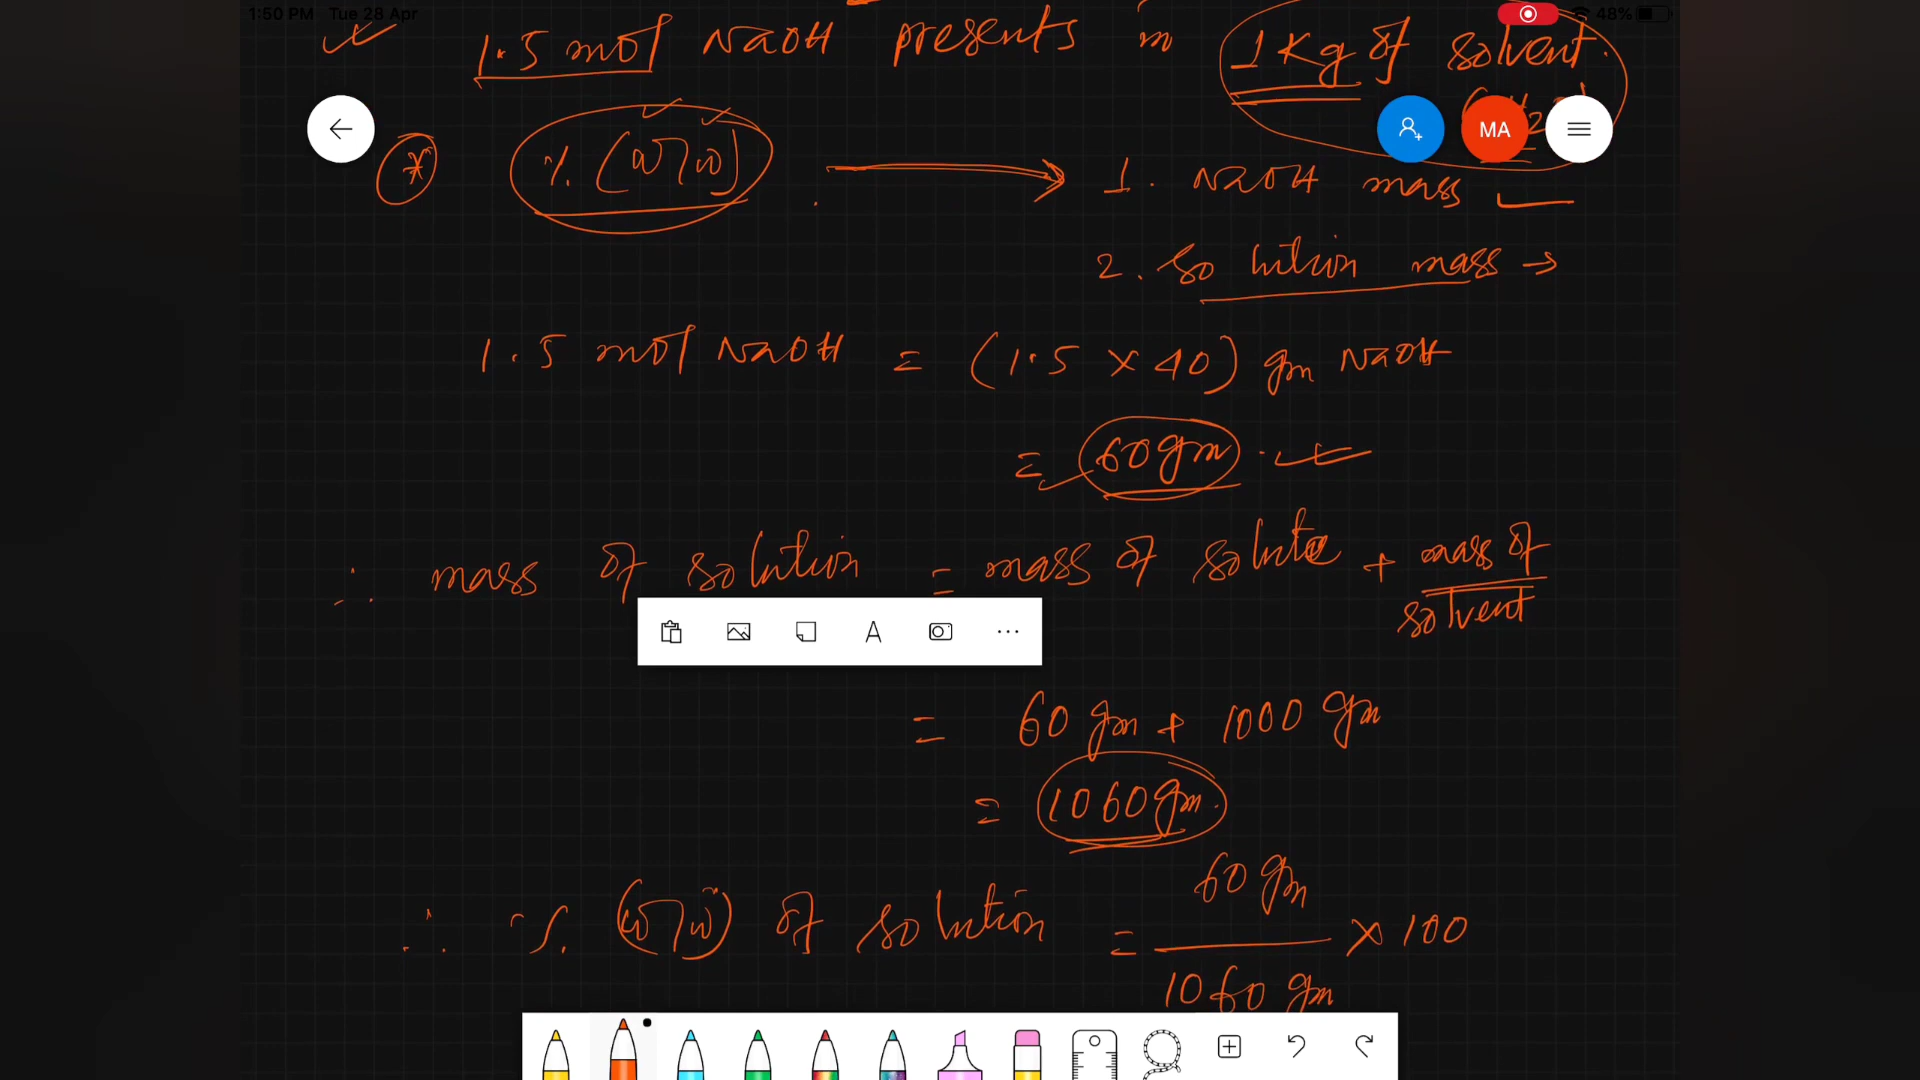 1:50 PM Tue 28 Apr
48%
1.5 mol NaOH presents in 1 Kg of solvent.
MA
* % (w/w) → 1. NaOH mass
2. Solution mass →
1.5 mol NaOH = (1.5 × 40) gm NaOH
= 60 gm.
∴ mass of solution = mass of solute + mass of
solvent
A
= 60 gm + 1000 gm
= 1060 gm.
∴ % (w/w) of solution = 60 gm
× 100
1060 gm